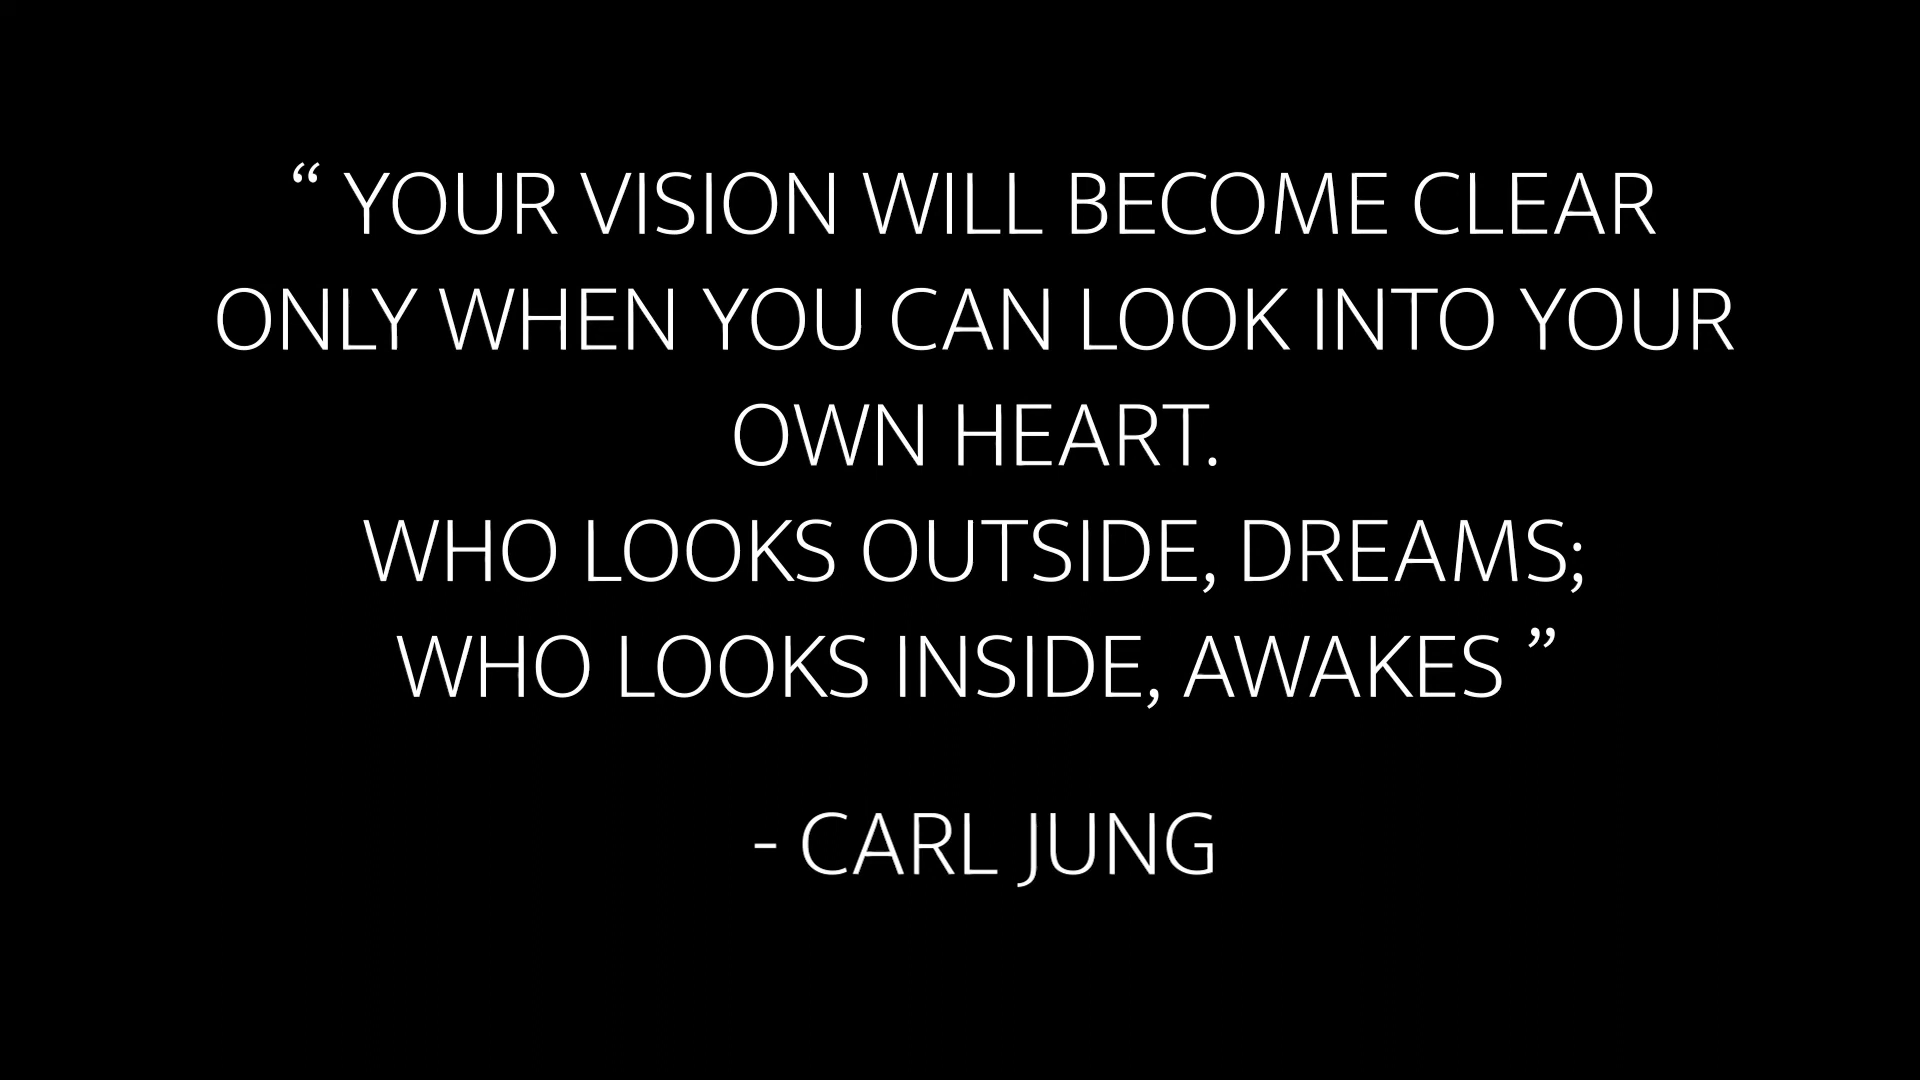 “ YOUR VISION WILL BECOME CLEAR
ONLY WHEN YOU CAN LOOK INTO YOUR
OWN HEART.
WHO LOOKS OUTSIDE, DREAMS;
WHO LOOKS INSIDE, AWAKES ”
- CARL JUNG